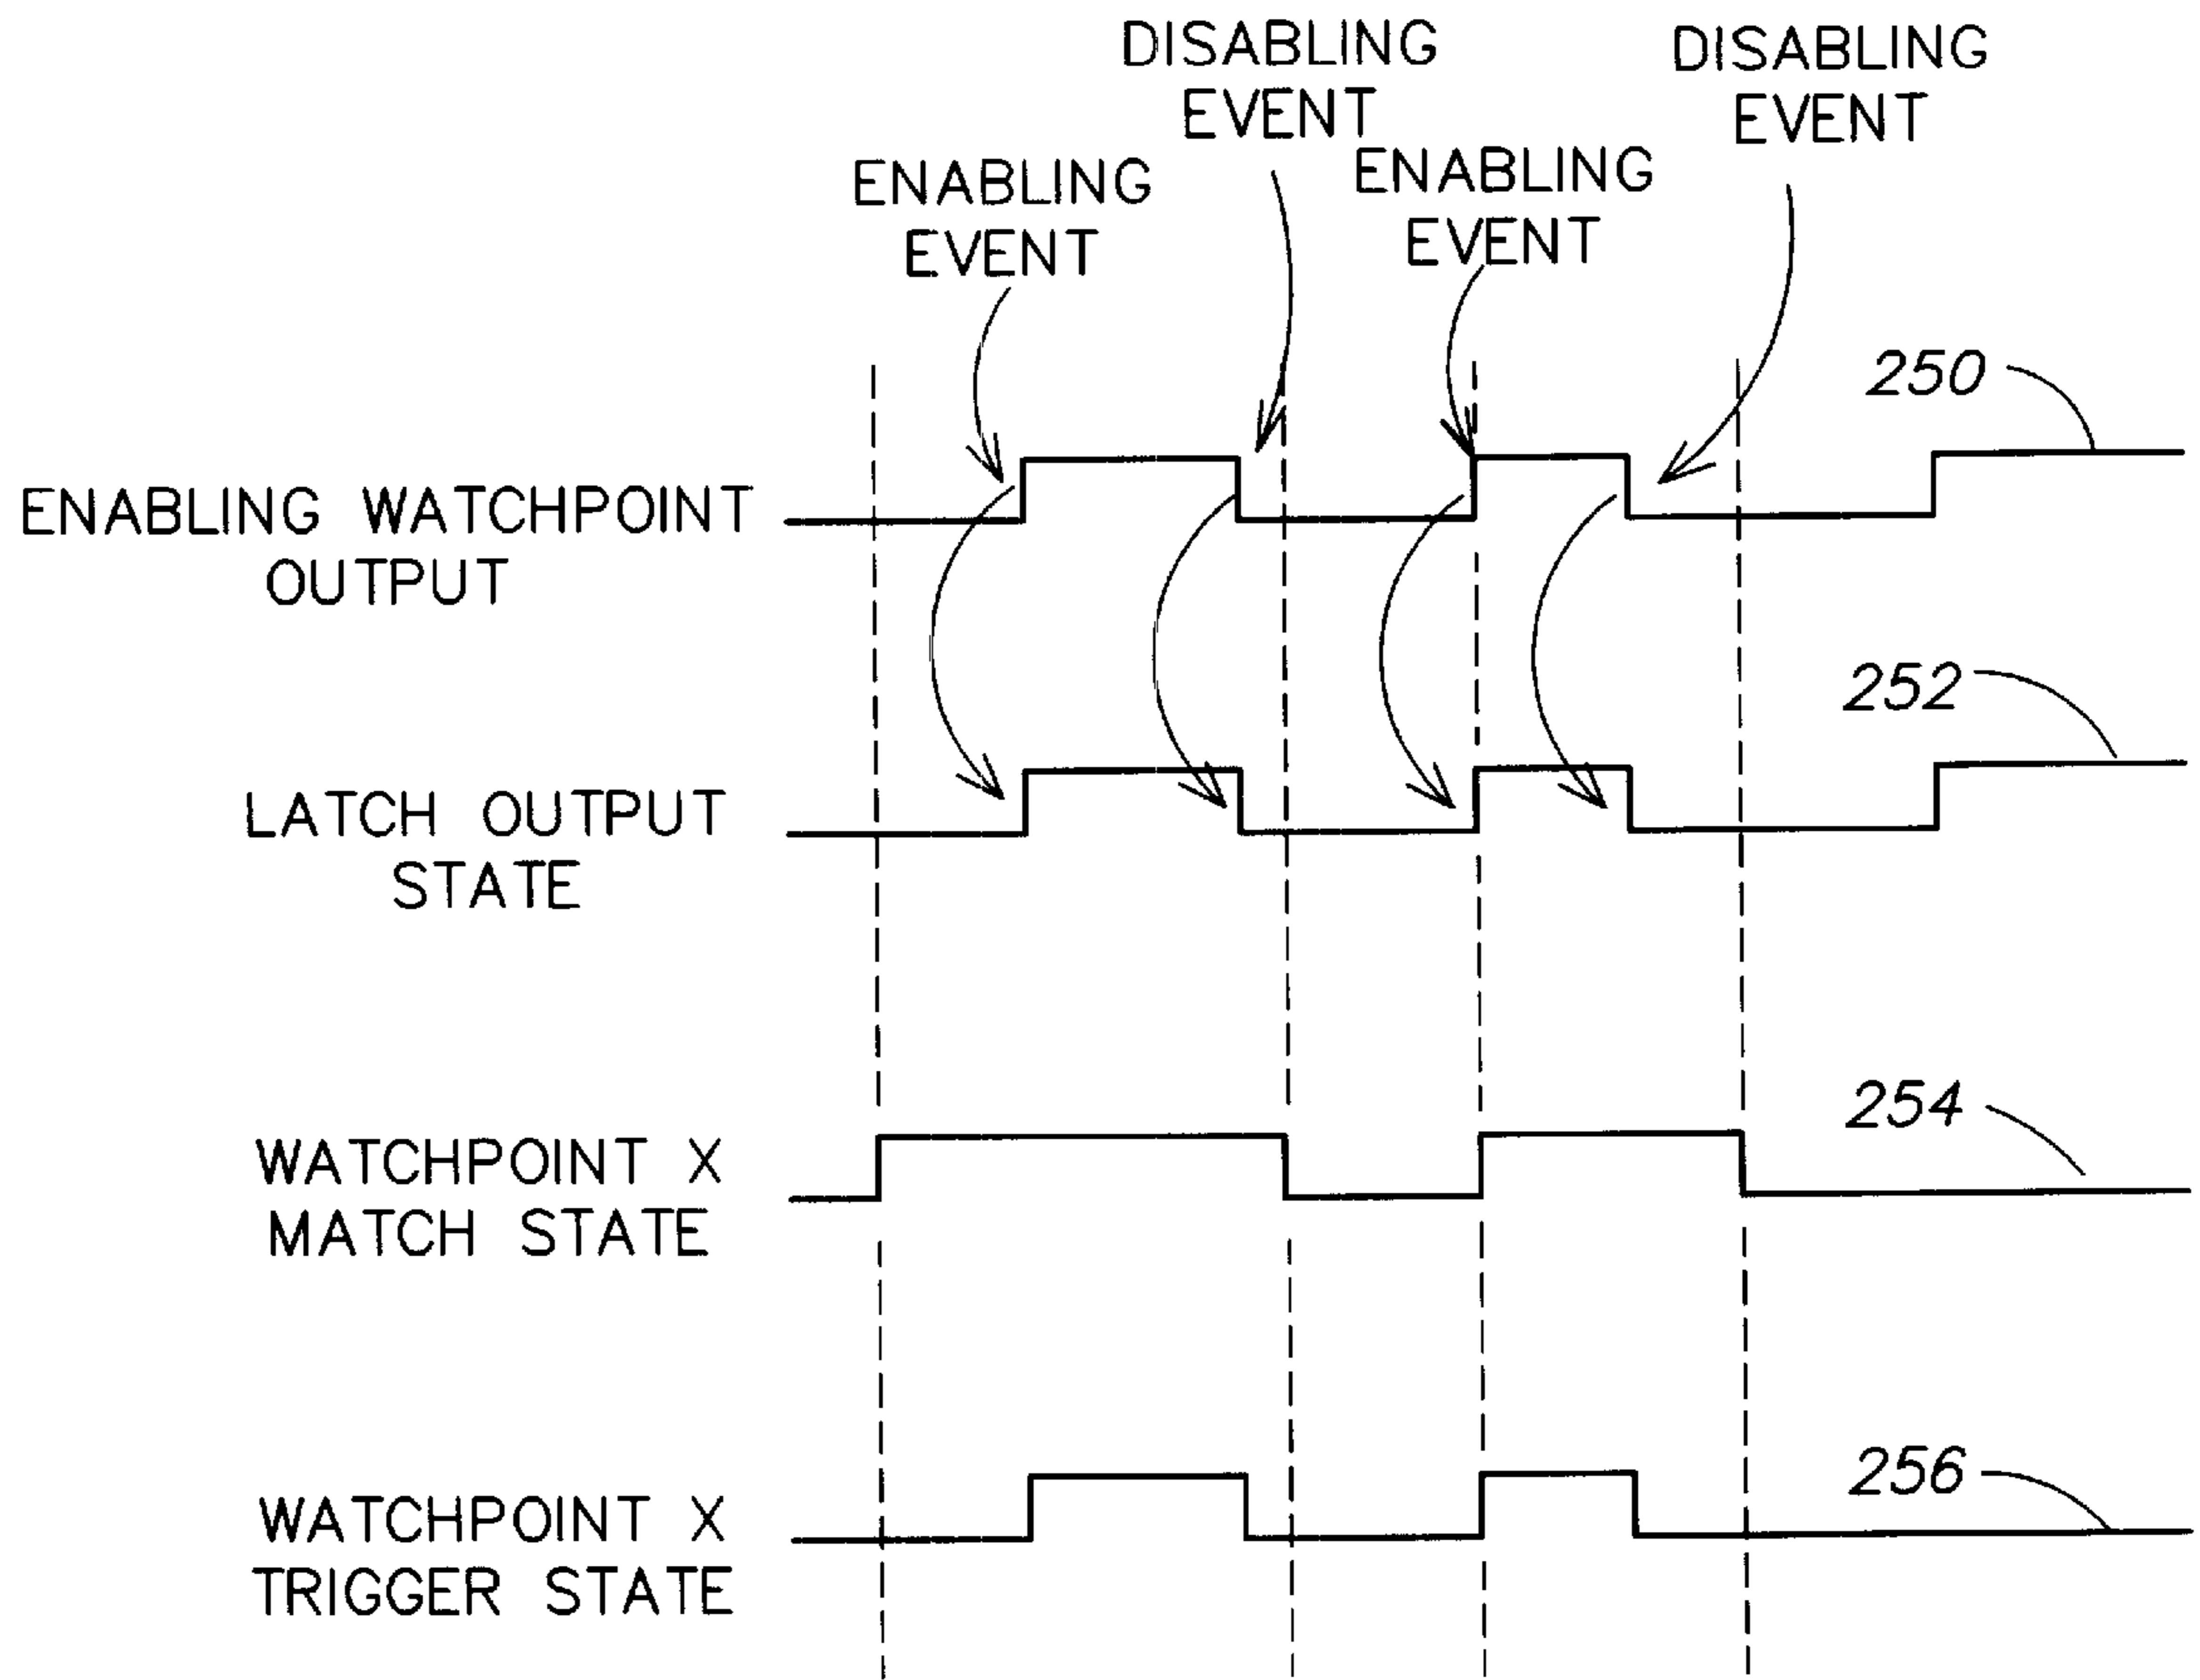 DISABLING
EVENT
DISABLING
EVENT
ENABLING
EVENT
ENABLING
EVENT
250
ENABLING WATCHPOINT
OUTPUT
252
LATCH OUTPUT
STATE
254
WATCHPOINT X
MATCH STATE
256
WATCHPOINT X
TRIGGER STATE